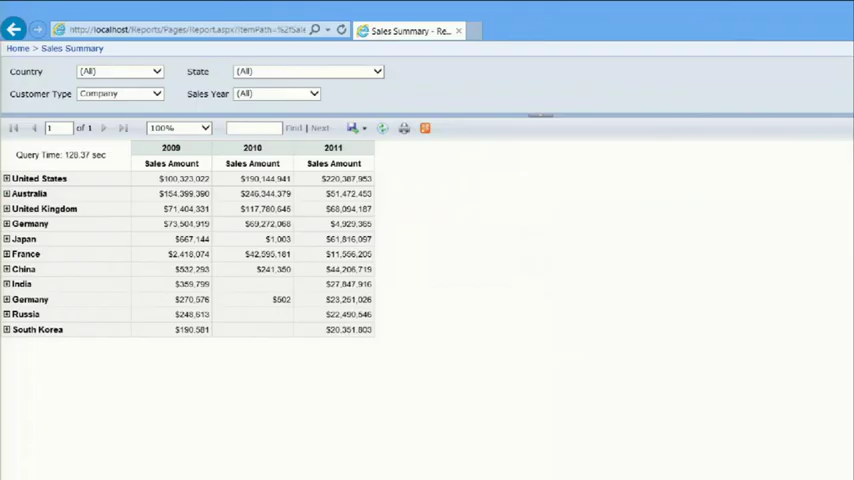 http://localhost/Reports/Pages/Report.aspx?ItemPath=%2fSale
Sales Summary - Re...
Home > Sales Summary
Country (All) State (All)
Customer Type Company Sales Year (All)
1 of 1 100% Find | Next
Query Time: 128.37 sec 2009 2010 2011
Sales Amount Sales Amount Sales Amount
United States $100,323,022 $190,144,941 $220,387,953
Australia $154,399,390 $246,344,379 $51,472,453
United Kingdom $71,404,331 $117,780,645 $68,094,187
Germany $73,504,919 $69,272,068 $4,929,365
Japan $667,144 $1,003 $61,816,097
France $2,418,074 $42,595,181 $11,556,205
China $532,293 $241,350 $44,206,719
India $359,799 $27,847,916
Germany $270,576 $502 $23,261,026
Russia $248,613 $22,490,546
South Korea $190,581 $20,351,803